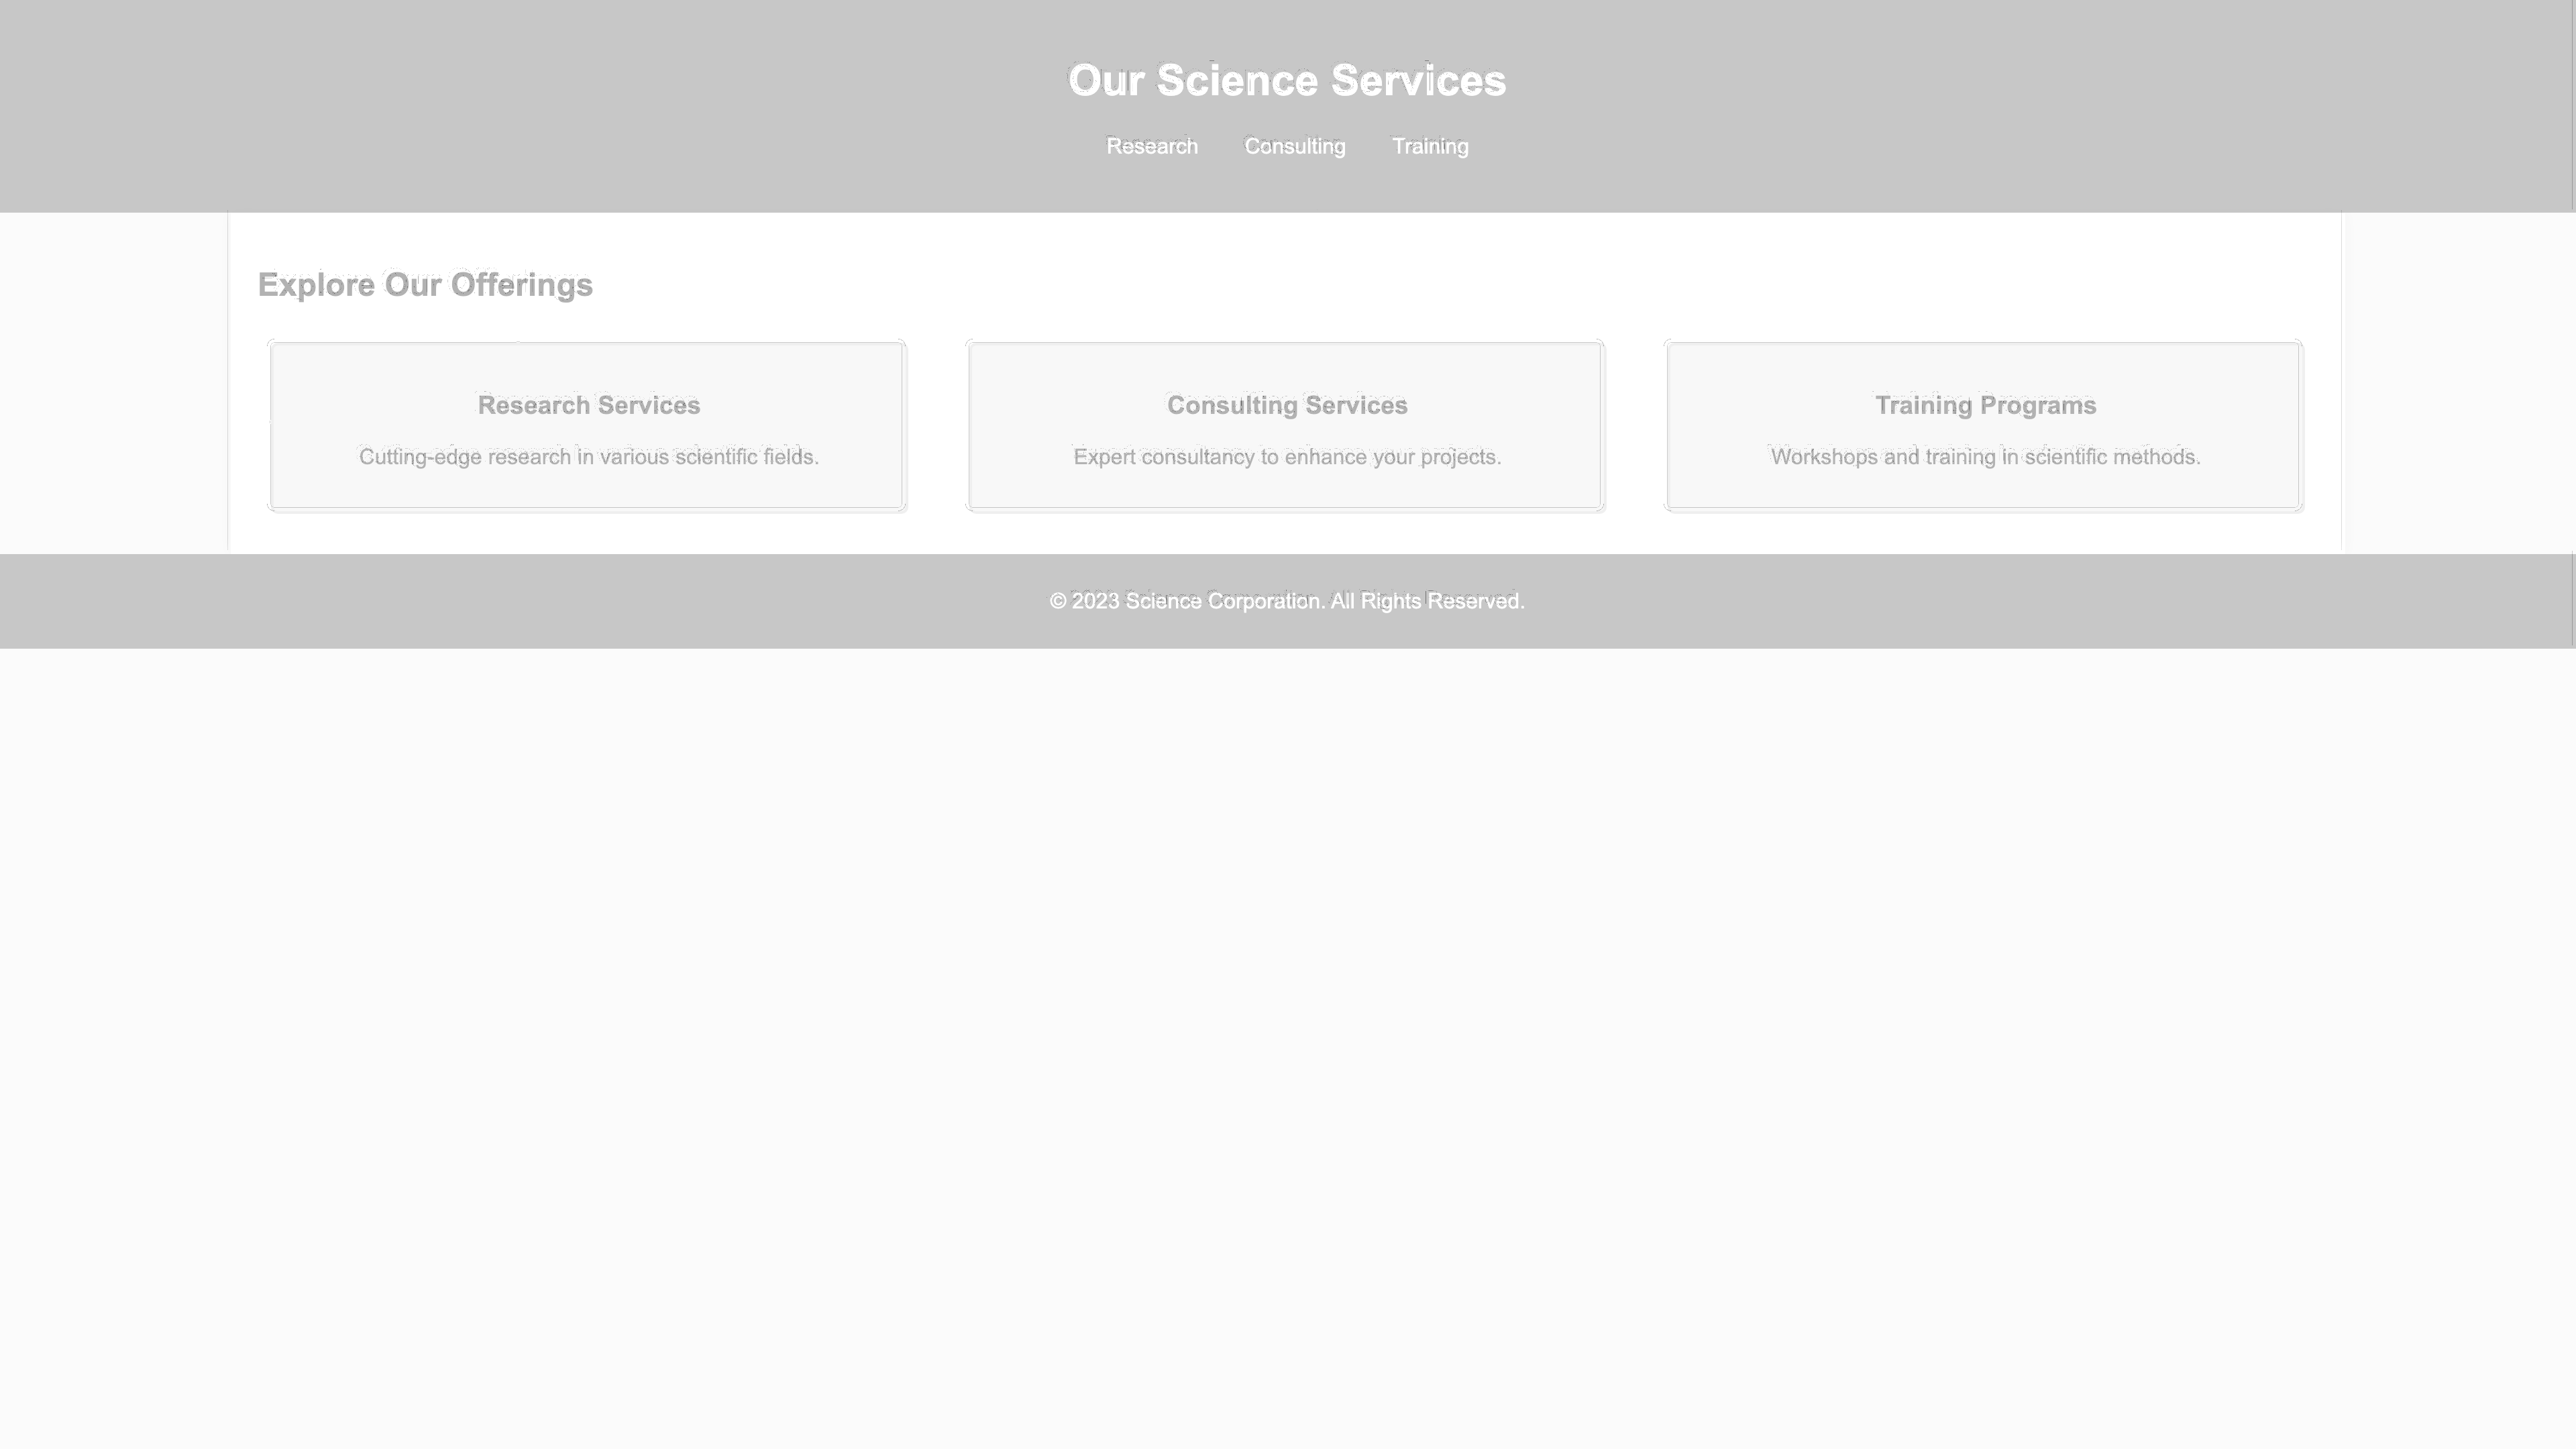 Our Science Services
Research Consulting Training
Explore Our Offerings
Research Services
Cutting-edge research in various scientific fields.
Consulting Services
Expert consultancy to enhance your projects.
Training Programs
Workshops and training in scientific methods.
© 2023 Science Corporation. All Rights Reserved.